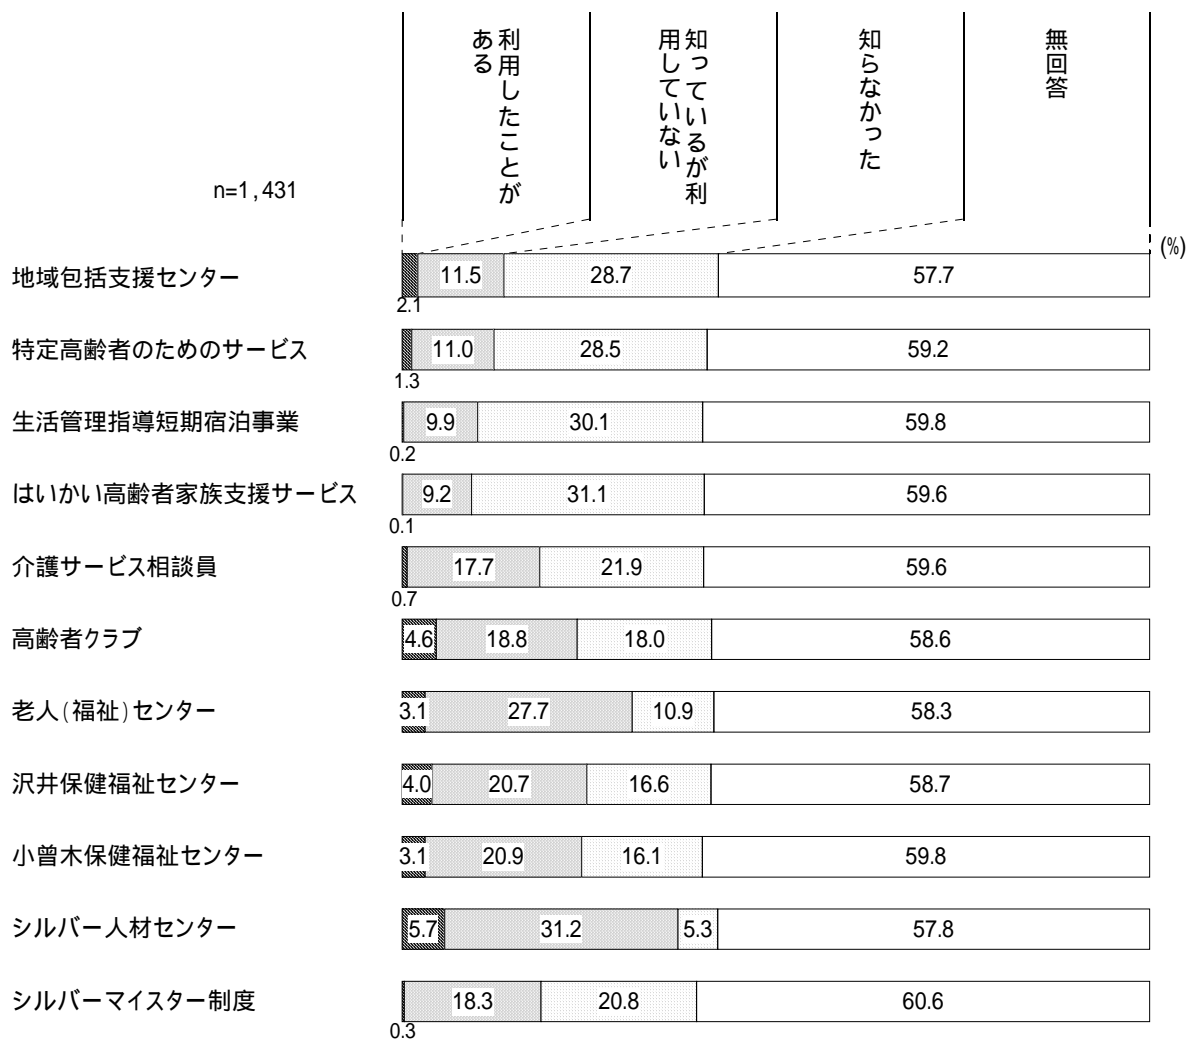 利用したことが
ある
知っているが利
用していない
知らなかった
無回答
n=1,431
(%)
地域包括支援センター
11.5
28.7
57.7
2.1
特定高齢者のためのサービス
11.0
28.5
59.2
1.3
生活管理指導短期宿泊事業
9.9
30.1
59.8
0.2
はいかい高齢者家族支援サービス
9.2
31.1
59.6
0.1
介護サービス相談員
17.7
21.9
59.6
0.7
高齢者クラブ
4.6
18.8
18.0
58.6
老人(福祉)センター
3.1
27.7
10.9
58.3
沢井保健福祉センター
4.0
20.7
16.6
58.7
小曾木保健福祉センター
3.1
20.9
16.1
59.8
シルバー人材センター
5.7
31.2
5.3
57.8
シルバーマイスター制度
18.3
20.8
60.6
0.3